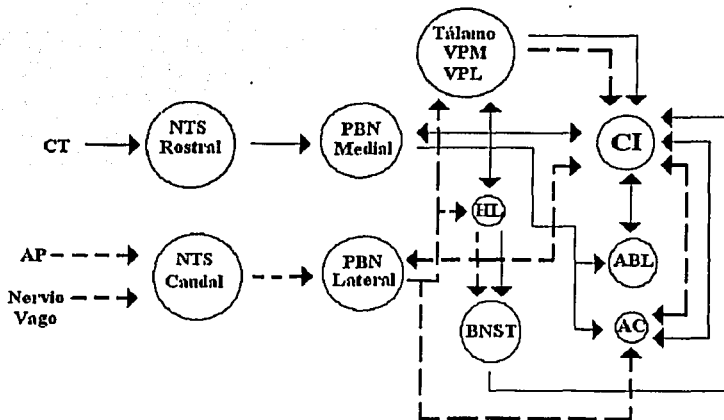 Tálamo
VPM
VPL
CT
NTS
Rostral
PBN
Medial
CI
HL
AP
Nervio
Vago
NTS
Caudal
PBN
Lateral
BNST
ABL
AC